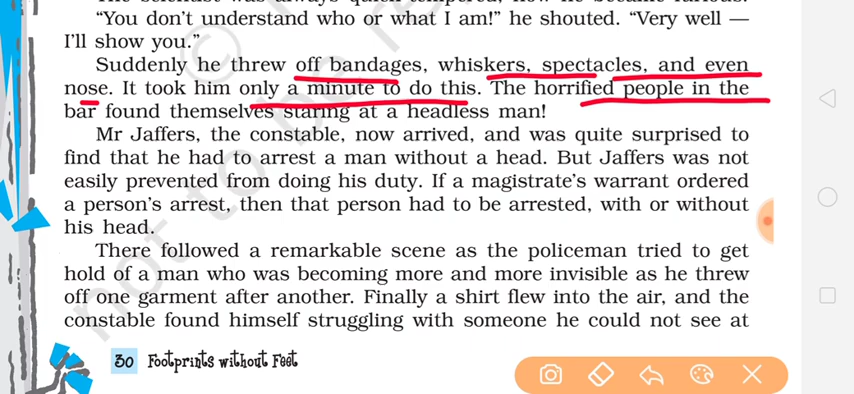 “You don’t understand who or what I am!” he shouted. “Very well —
I’ll show you.”
Suddenly he threw off bandages, whiskers, spectacles, and even
nose. It took him only a minute to do this. The horrified people in the
bar found themselves staring at a headless man!
Mr Jaffers, the constable, now arrived, and was quite surprised to
find that he had to arrest a man without a head. But Jaffers was not
easily prevented from doing his duty. If a magistrate’s warrant ordered
a person’s arrest, then that person had to be arrested, with or without
his head.
There followed a remarkable scene as the policeman tried to get
hold of a man who was becoming more and more invisible as he threw
off one garment after another. Finally a shirt flew into the air, and the
constable found himself struggling with someone he could not see at
30 Footprints without Feet
not to be
©